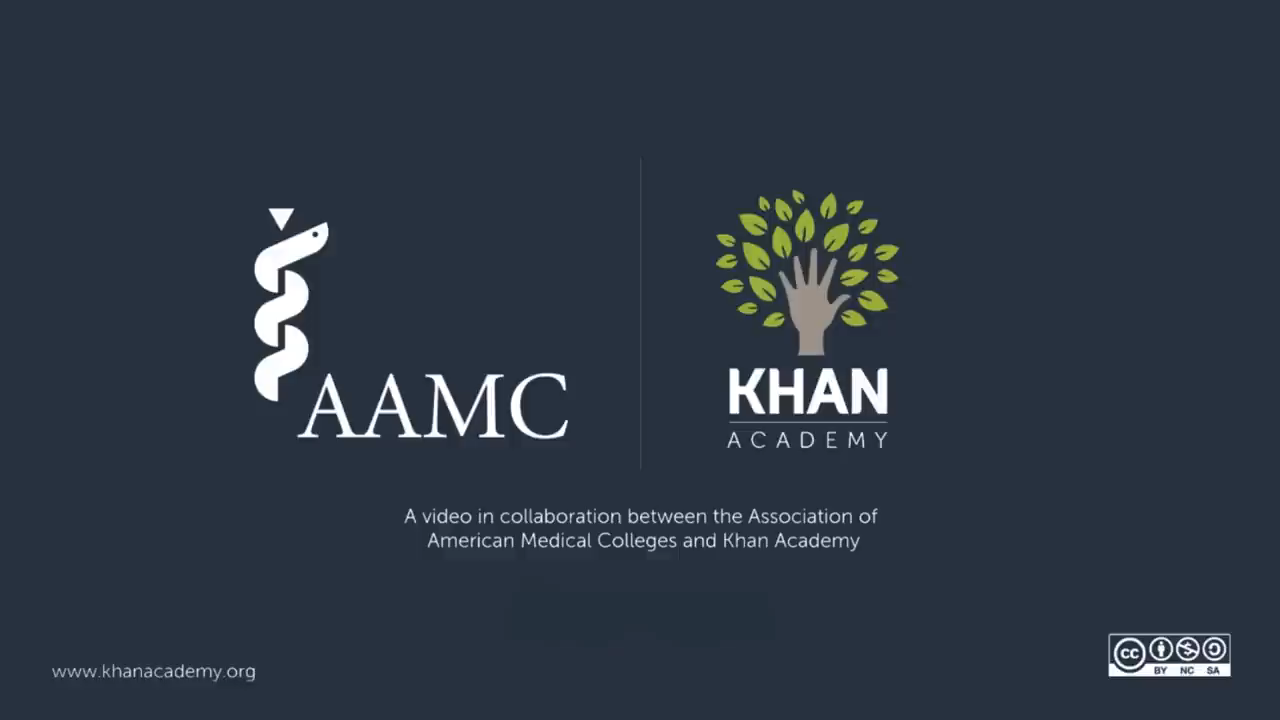 AAMC
KHAN
ACADEMY
A video in collaboration between the Association of
American Medical Colleges and Khan Academy
www.khanacademy.org
cc
BY NC SA